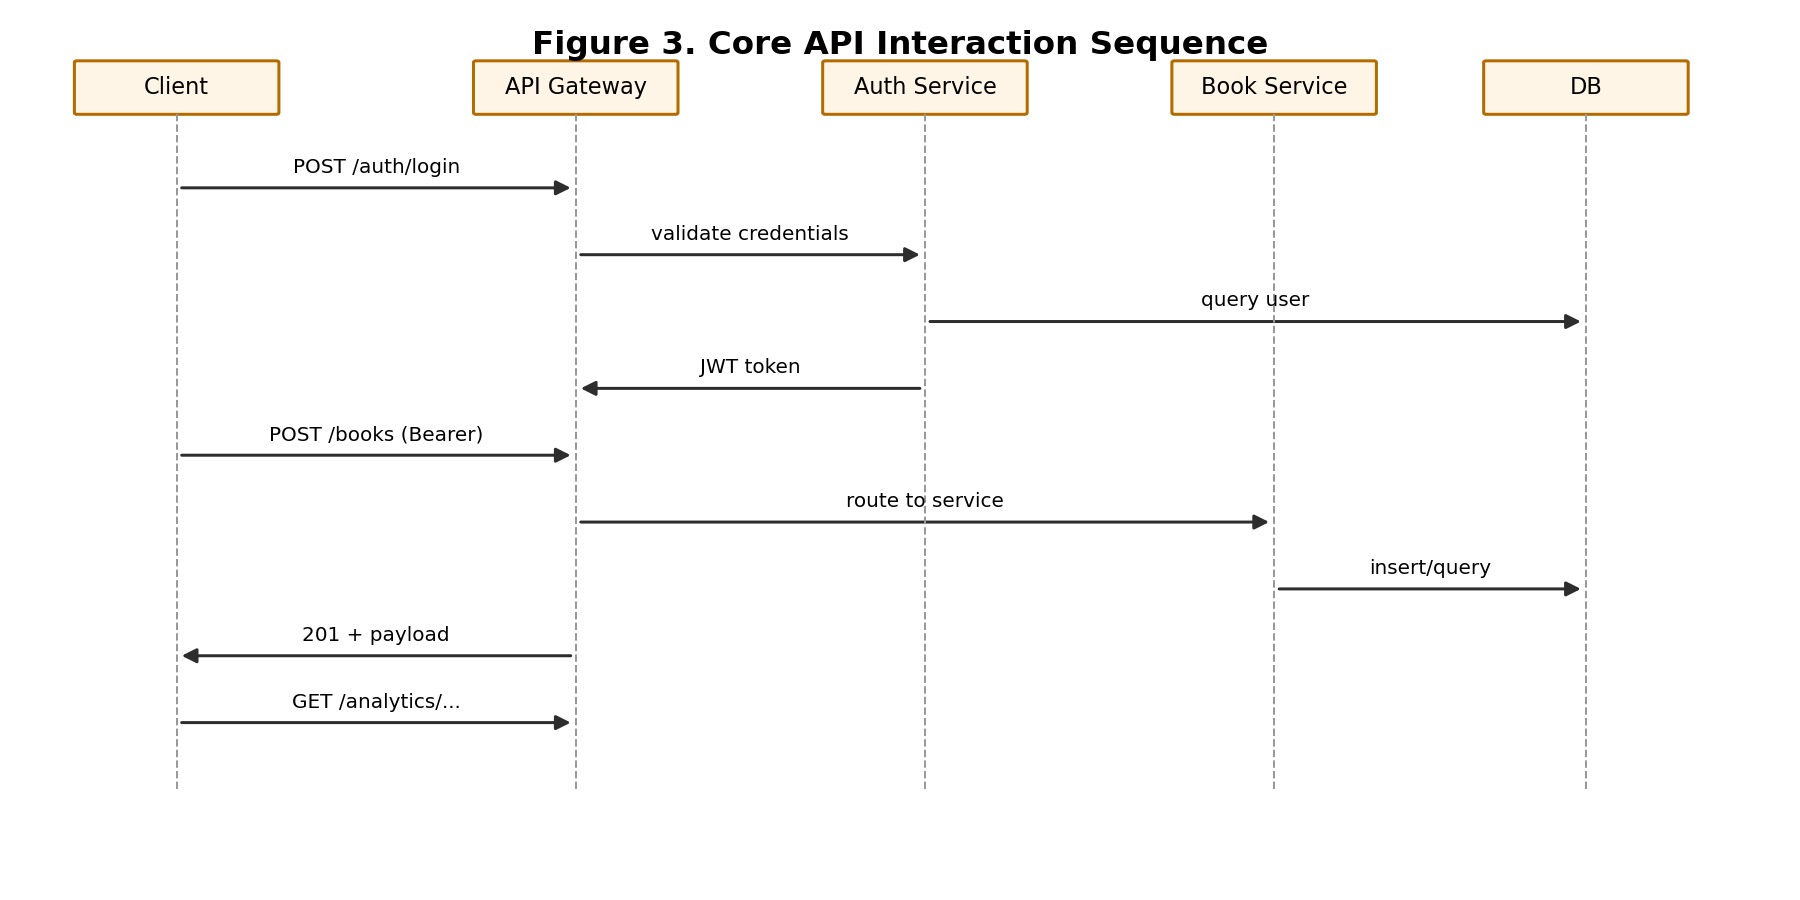 Figure 3. Core API Interaction Sequence
Client
API Gateway
Auth Service
Book Service
DB
POST /auth/login
validate credentials
query user
JWT token
POST /books (Bearer)
route to service
insert/query
201 + payload
GET /analytics/...